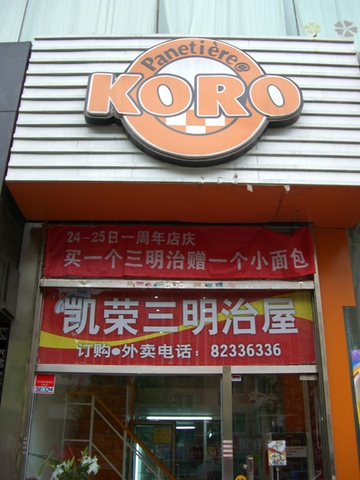 Panetière@
KORO
24-25日一周年店庆
买一个三明治赠一个小面包
凯荣三明治屋
订购●外卖电话：82336336